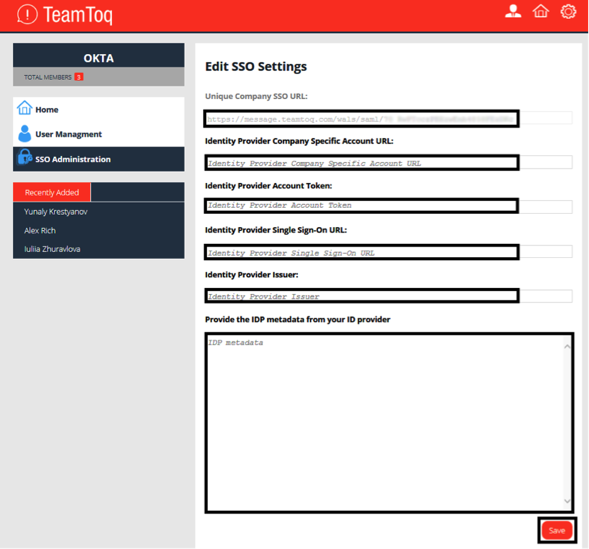 TeamToq
OKTA
TOTAL MEMBERS 3
Home
User Managment
SSO Administration
Recently Added
Yunaly Krestyanov
Alex Rich
Iuliia Zhuravlova
Edit SSO Settings
Unique Company SSO URL:
https://message.teamtoq.com/wals/saml/?
Identity Provider Company Specific Account URL:
Identity Provider Company Specific Account URL
Identity Provider Account Token:
Identity Provider Account Token
Identity Provider Single Sign-On URL:
Identity Provider Single Sign-On URL
Identity Provider Issuer:
Identity Provider Issuer
Provide the IDP metadata from your ID provider
IDP metadata
Save